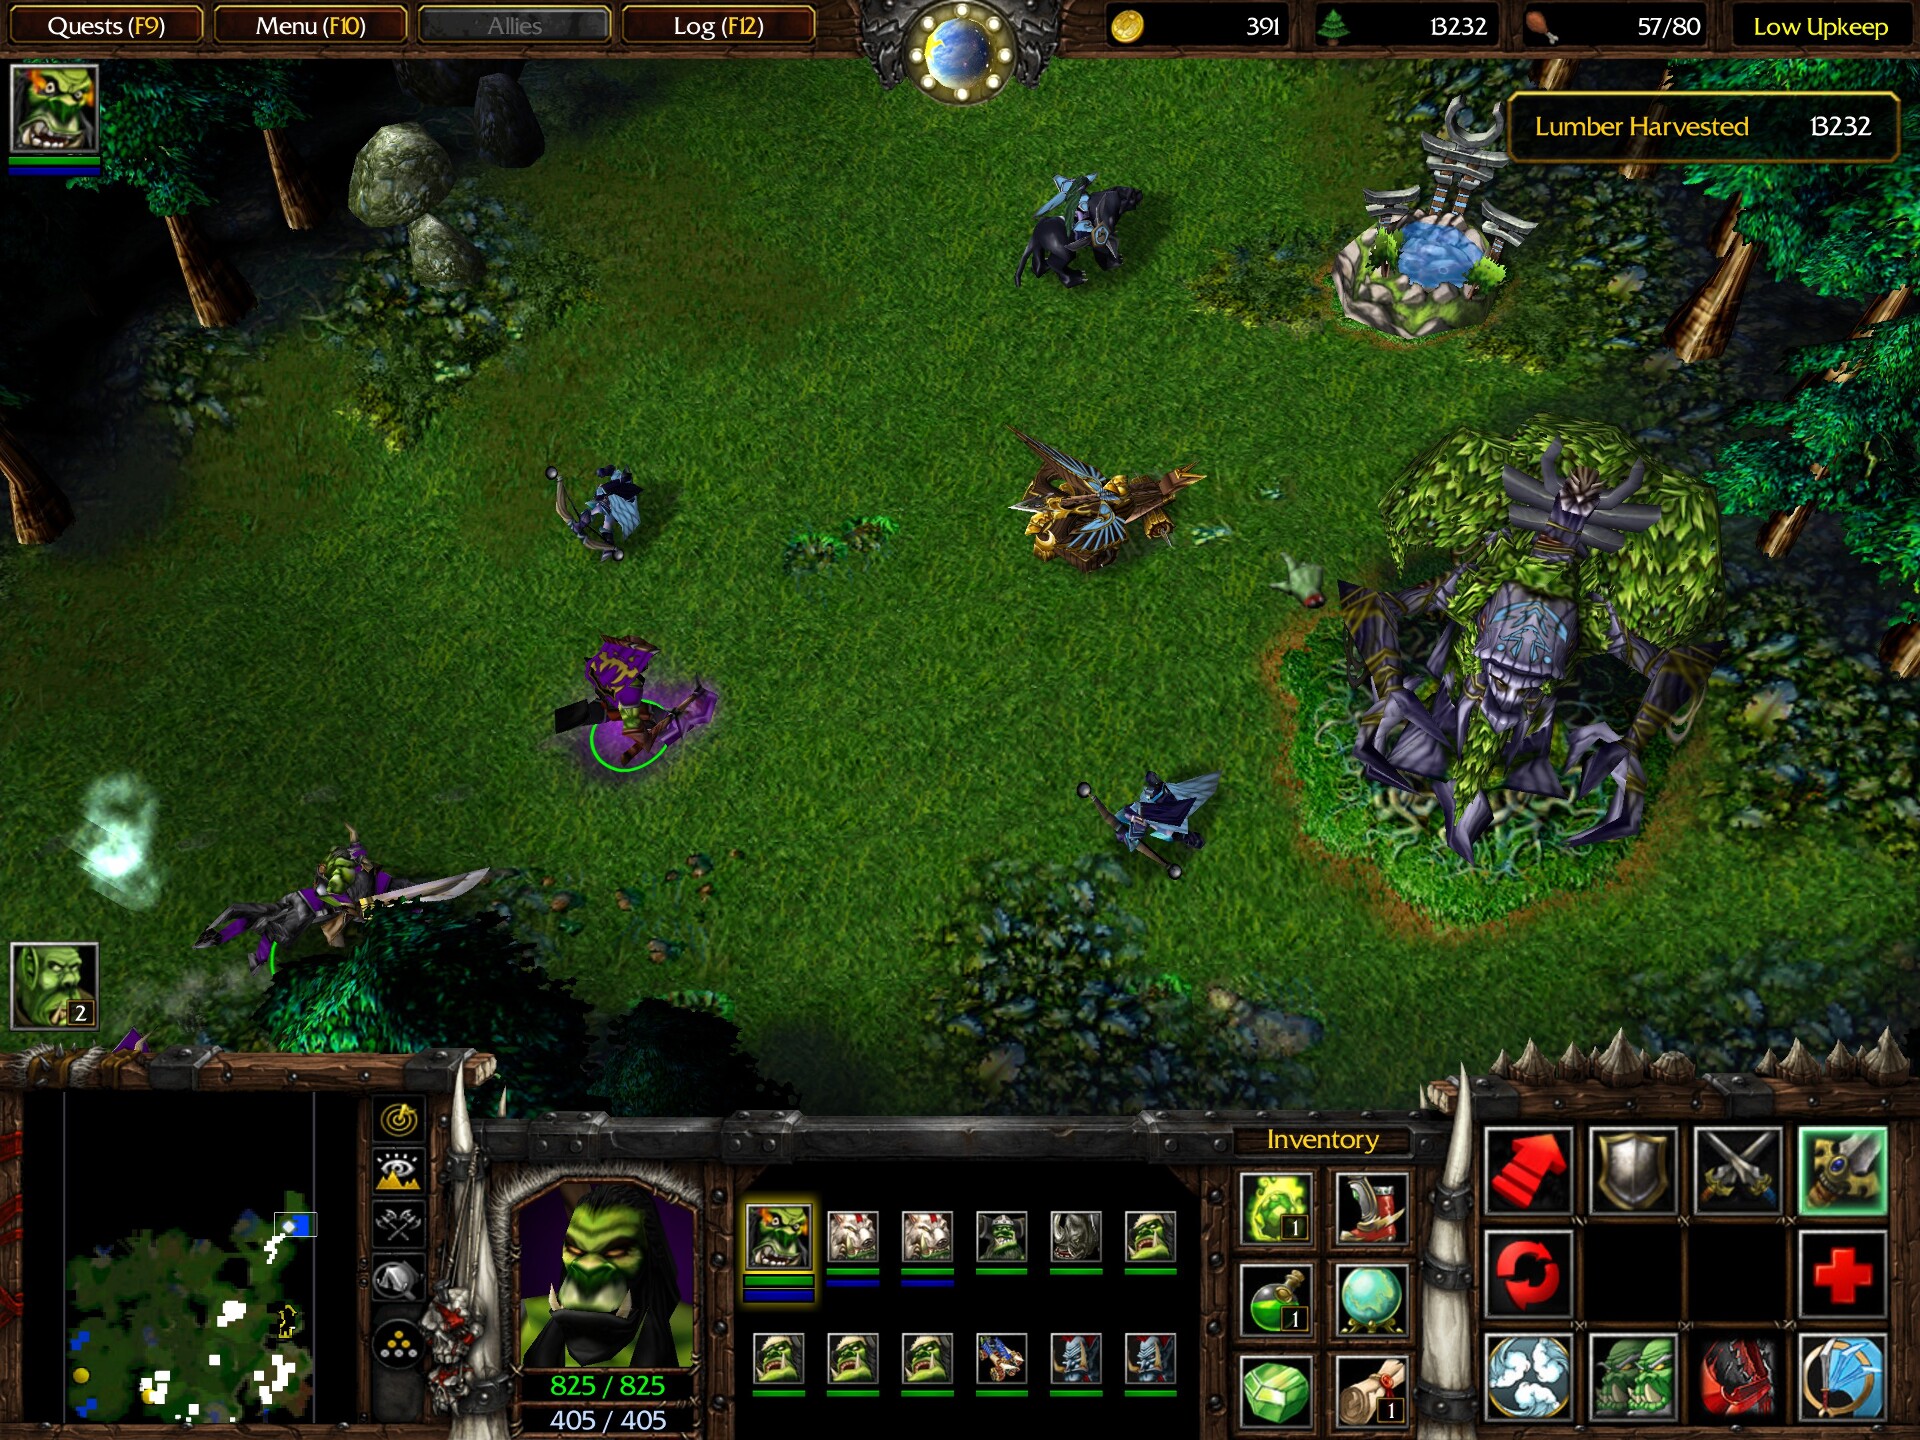 Quests (F9) Menu (F10) Allies Log (F12) 391 13232 57/80 Low Upkeep
Lumber Harvested 13232
2
Inventory
1
1
825 / 825
405 / 405
1